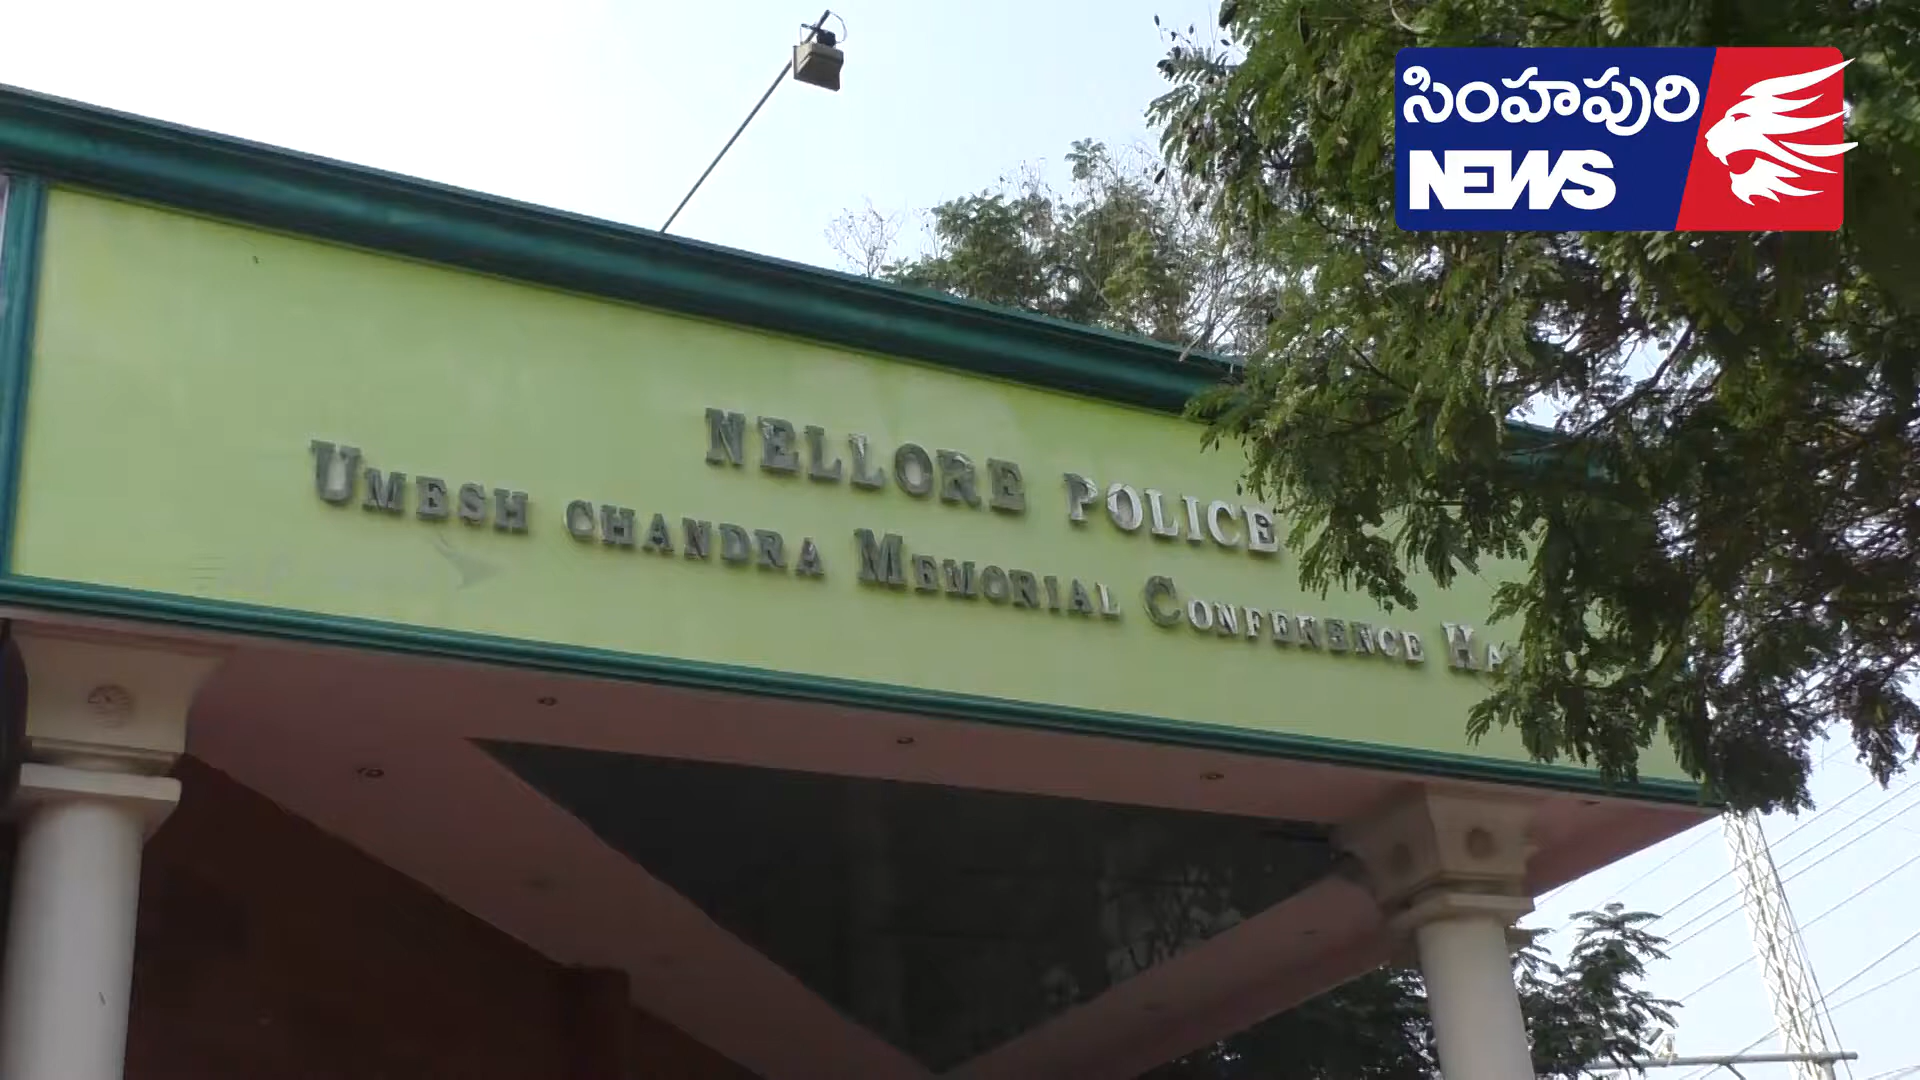 సింహపురి
NEWS
NELLORE POLICE
UMESH CHANDRA MEMORIAL CONFERENCE